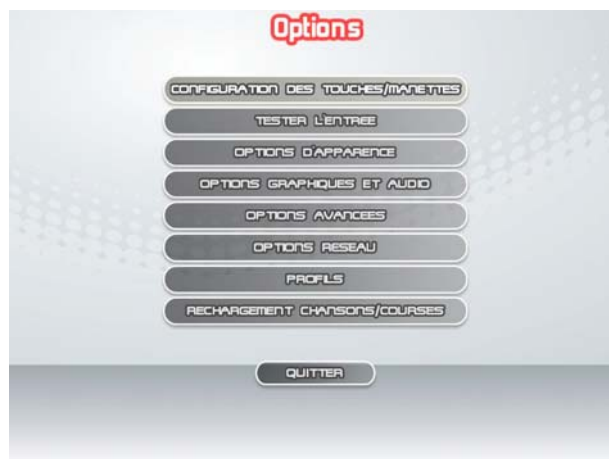 Options
CONFIGURATION DES TOUCHES/MANETTES
TESTER L'ENTREE
OPTIONS D'APPARENCE
OPTIONS GRAPHIQUES ET AUDIO
OPTIONS AVANCEES
OPTIONS RESEAU
PROFILS
RECHARGEMENT CHANSONS/COURSES
QUITTER